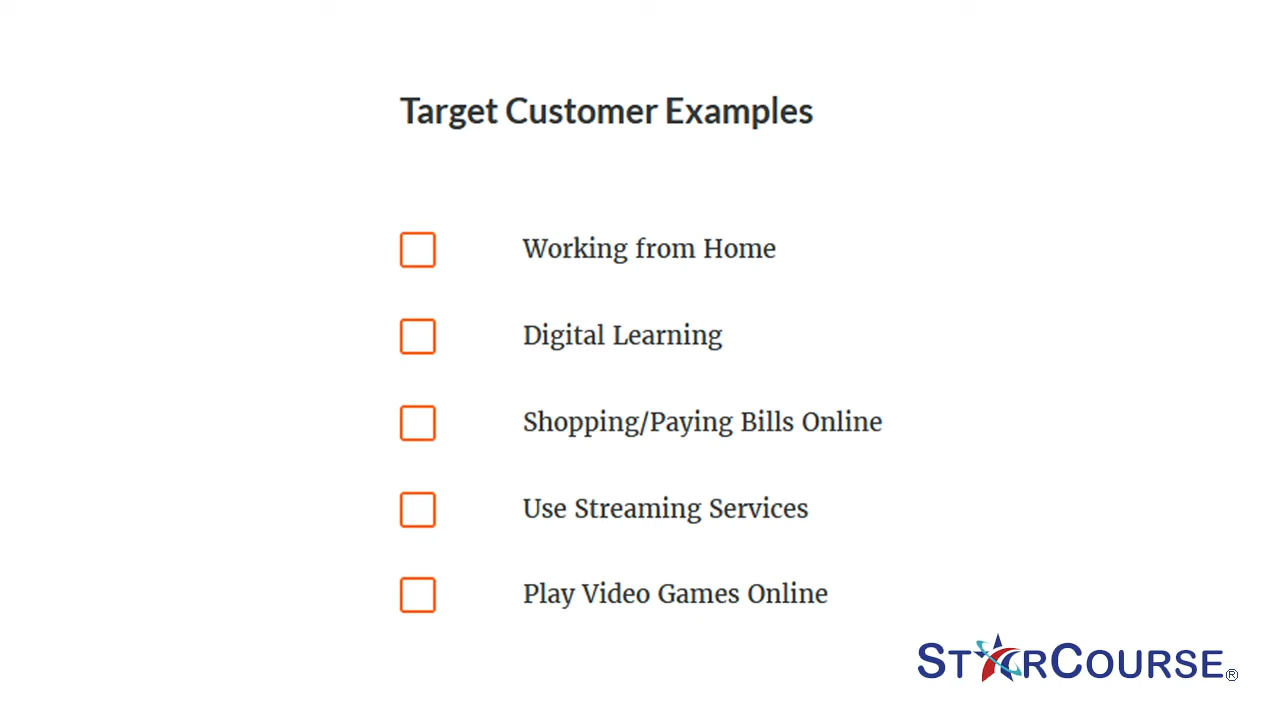 Target Customer Examples
Working from Home
Digital Learning
Shopping/Paying Bills Online
Use Streaming Services
Play Video Games Online
STARCOURSE®